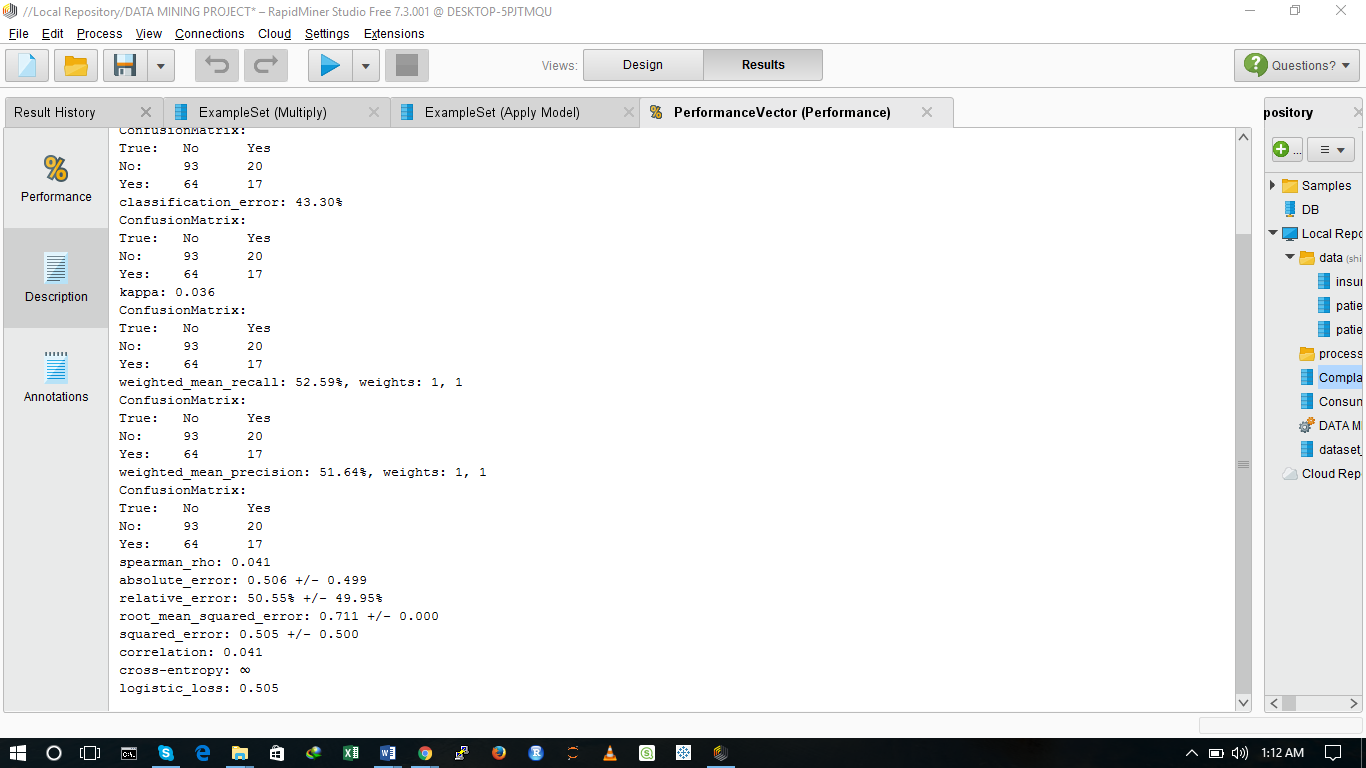 //Local Repository/DATA MINING PROJECT* – RapidMiner Studio Free 7.3.001 @ DESKTOP-5PJTMQU
File Edit Process View Connections Cloud Settings Extensions
Views: Design Results Questions?
Result History ExampleSet (Multiply) ExampleSet (Apply Model) PerformanceVector (Performance)
Performance
Description
Annotations
ConfusionMatrix:
True: No Yes
No: 93 20
Yes: 64 17
classification_error: 43.30%
ConfusionMatrix:
True: No Yes
No: 93 20
Yes: 64 17
kappa: 0.036
ConfusionMatrix:
True: No Yes
No: 93 20
Yes: 64 17
weighted_mean_recall: 52.59%, weights: 1, 1
ConfusionMatrix:
True: No Yes
No: 93 20
Yes: 64 17
weighted_mean_precision: 51.64%, weights: 1, 1
ConfusionMatrix:
True: No Yes
No: 93 20
Yes: 64 17
spearman_rho: 0.041
absolute_error: 0.506 +/- 0.499
relative_error: 50.55% +/- 49.95%
root_mean_squared_error: 0.711 +/- 0.000
squared_error: 0.505 +/- 0.500
correlation: 0.041
cross-entropy: ∞
logistic_loss: 0.505
pository
...
Samples
DB
Local Repo
data (shi
insur
patie
patie
process
Compla
Consum
DATA M
dataset_
Cloud Rep
1:12 AM